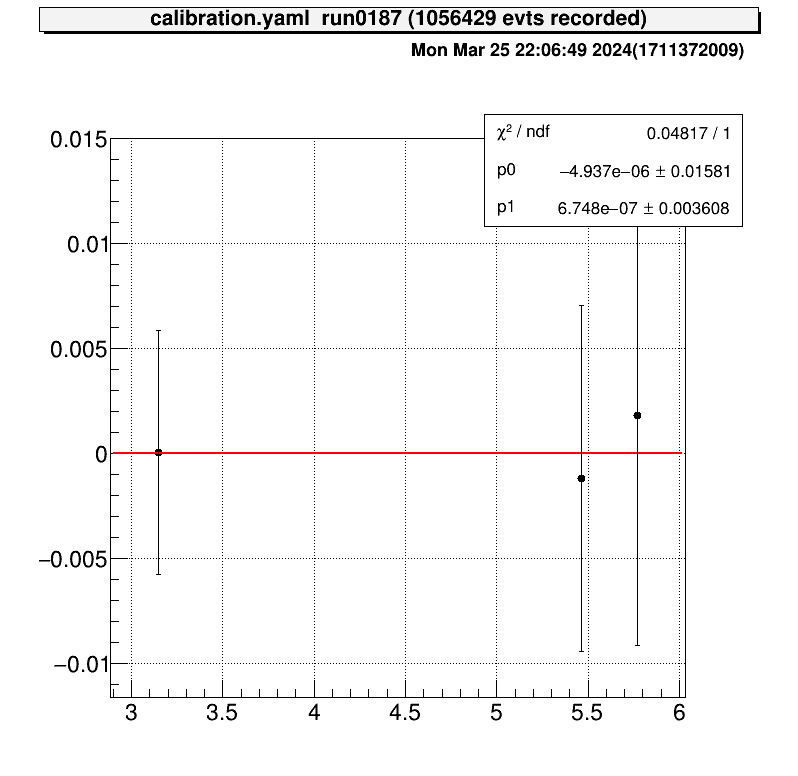 calibration.yaml run0187 (1056429 evts recorded)
Mon Mar 25 22:06:49 2024(1711372009)
χ² / ndf 0.04817 / 1
p0 −4.937e−06 ± 0.01581
p1 6.748e−07 ± 0.003608
0.015
0.01
0.005
0
−0.005
−0.01
3 3.5 4 4.5 5 5.5 6